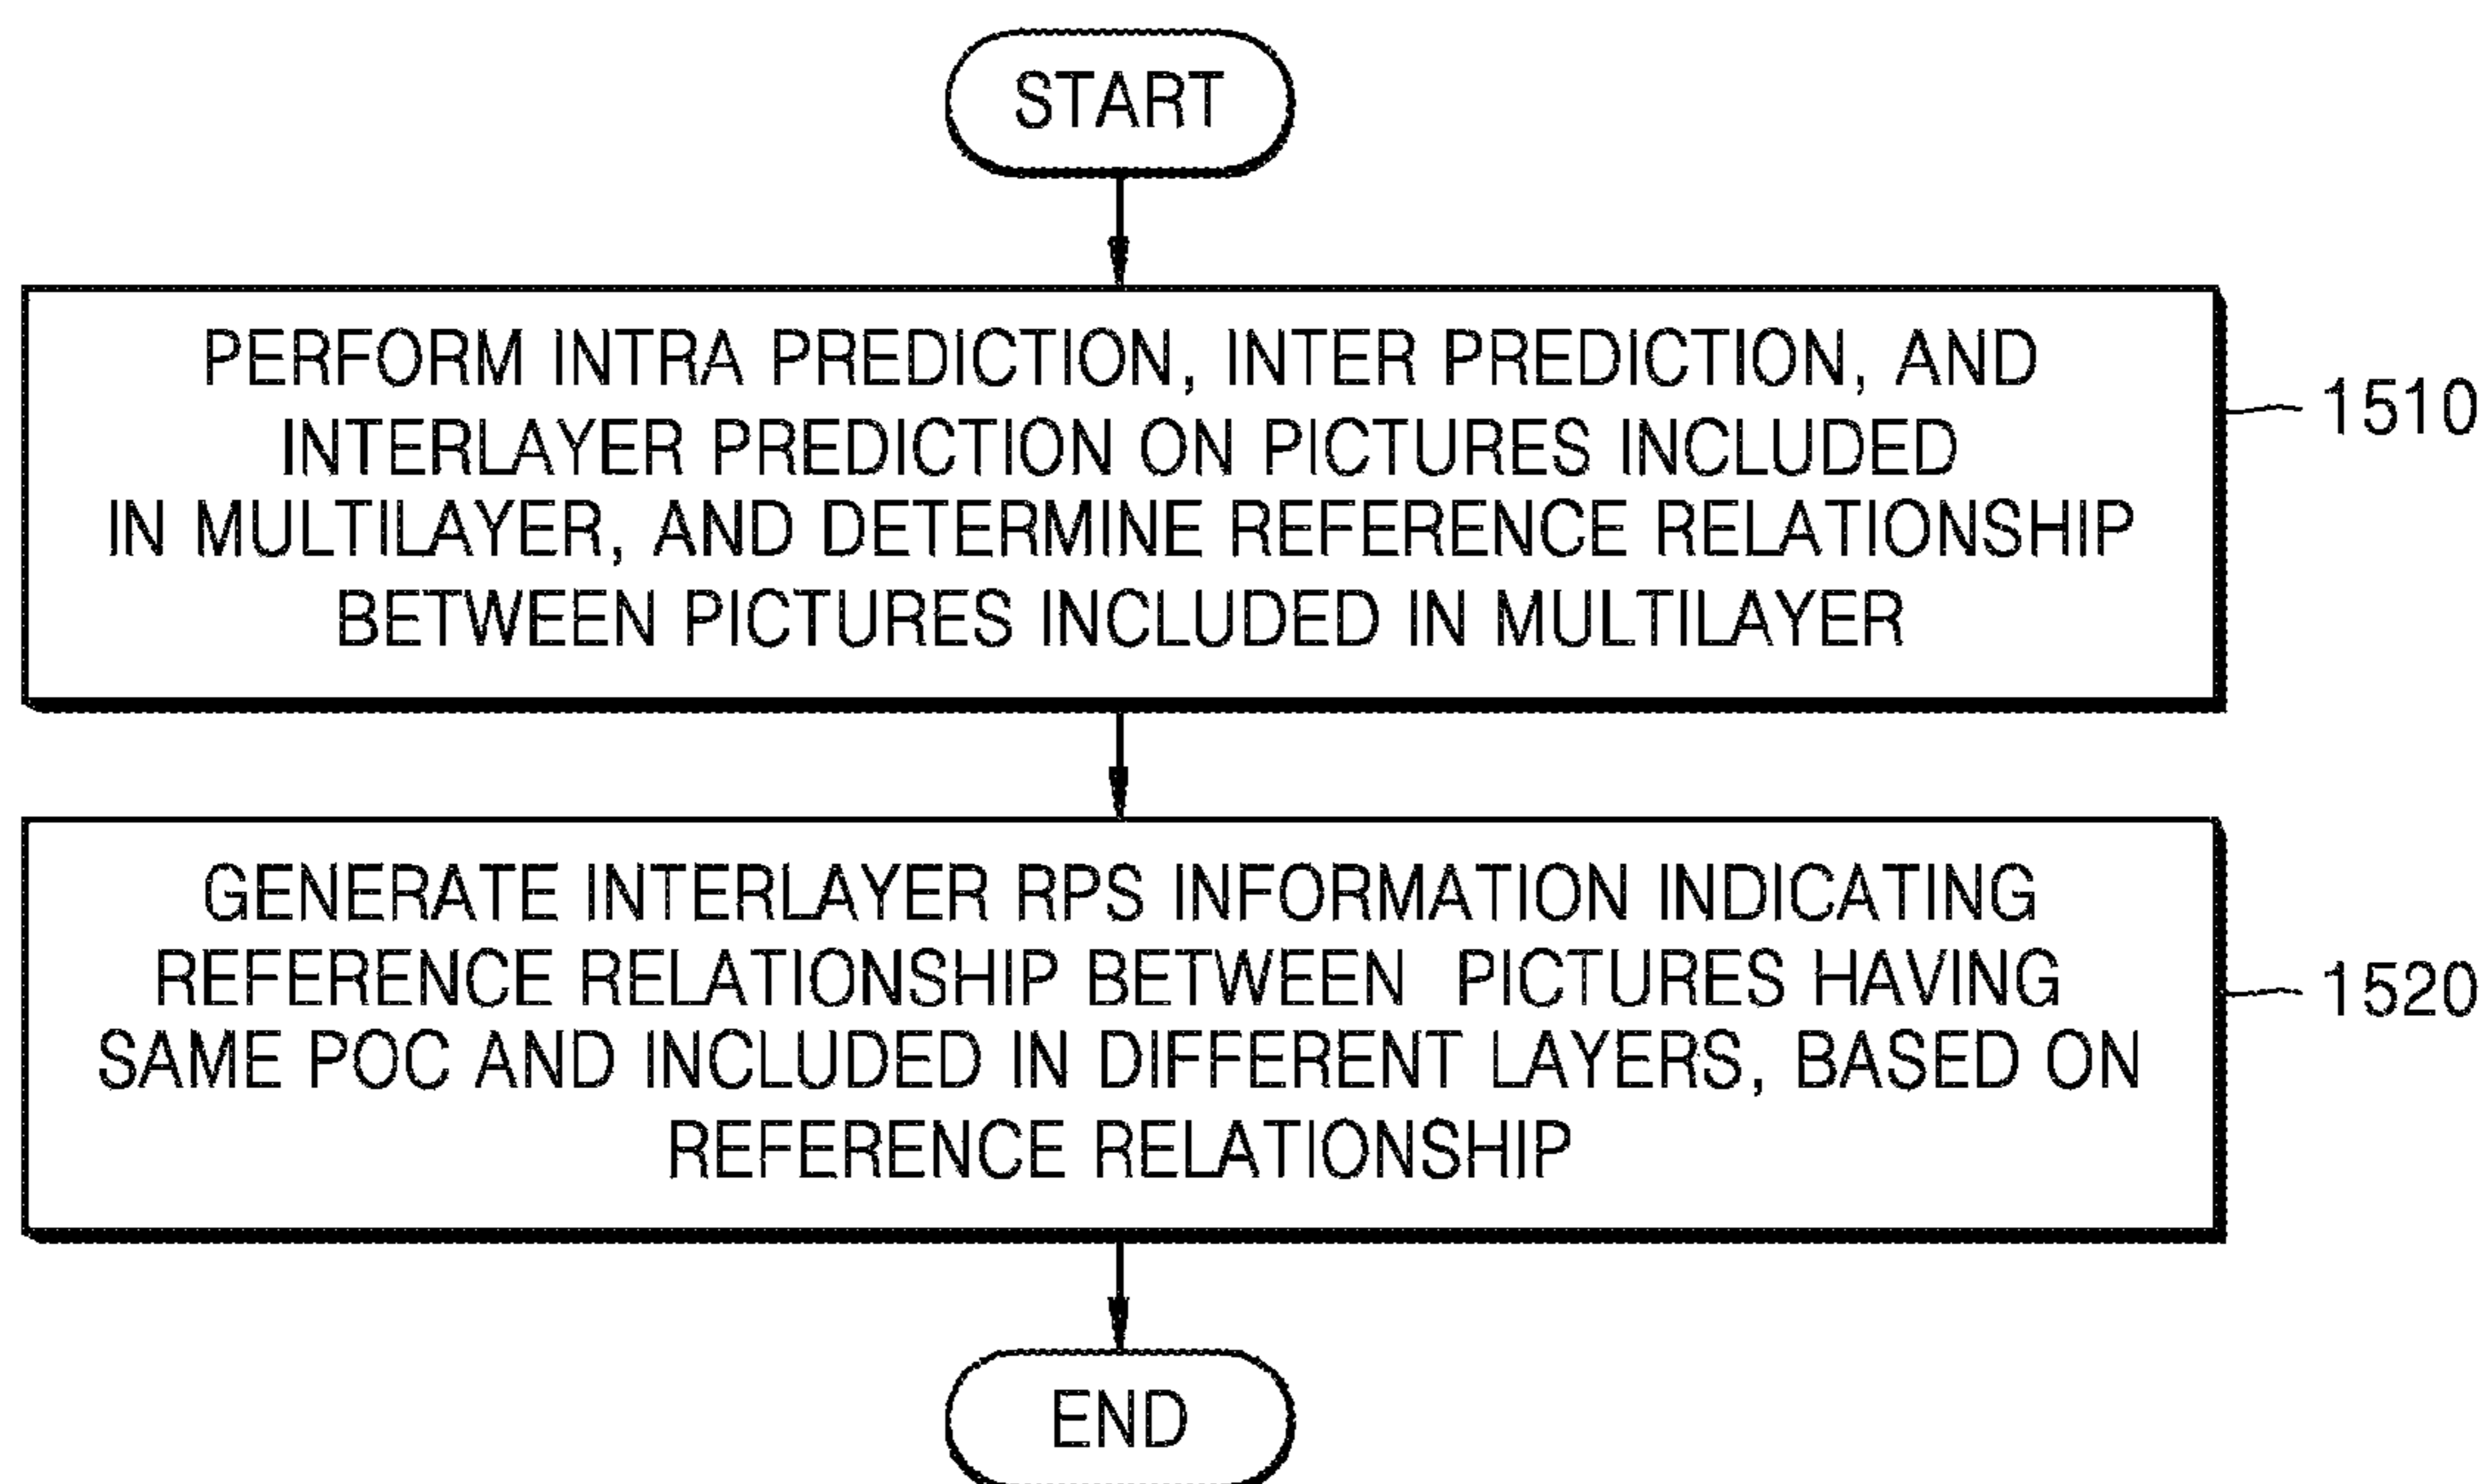 START
PERFORM INTRA PREDICTION, INTER PREDICTION, AND
INTERLAYER PREDICTION ON PICTURES INCLUDED
IN MULTILAYER, AND DETERMINE REFERENCE RELATIONSHIP
BETWEEN PICTURES INCLUDED IN MULTILAYER
1510
GENERATE INTERLAYER RPS INFORMATION INDICATING
REFERENCE RELATIONSHIP BETWEEN PICTURES HAVING
SAME POC AND INCLUDED IN DIFFERENT LAYERS, BASED ON
REFERENCE RELATIONSHIP
1520
END